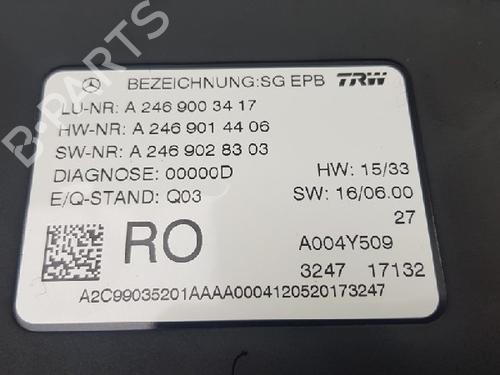 BEZEICHNUNG:SG EPB TRW
LU-NR: A 246 900 34 17
HW-NR: A 246 901 44 06
SW-NR: A 246 902 83 03
DIAGNOSE: 00000D HW: 15/33
E/Q-STAND: Q03 SW: 16/06.00
27
RO A004Y509
3247 17132
A2C99035201AAAA0004120520173247
B-PARTS